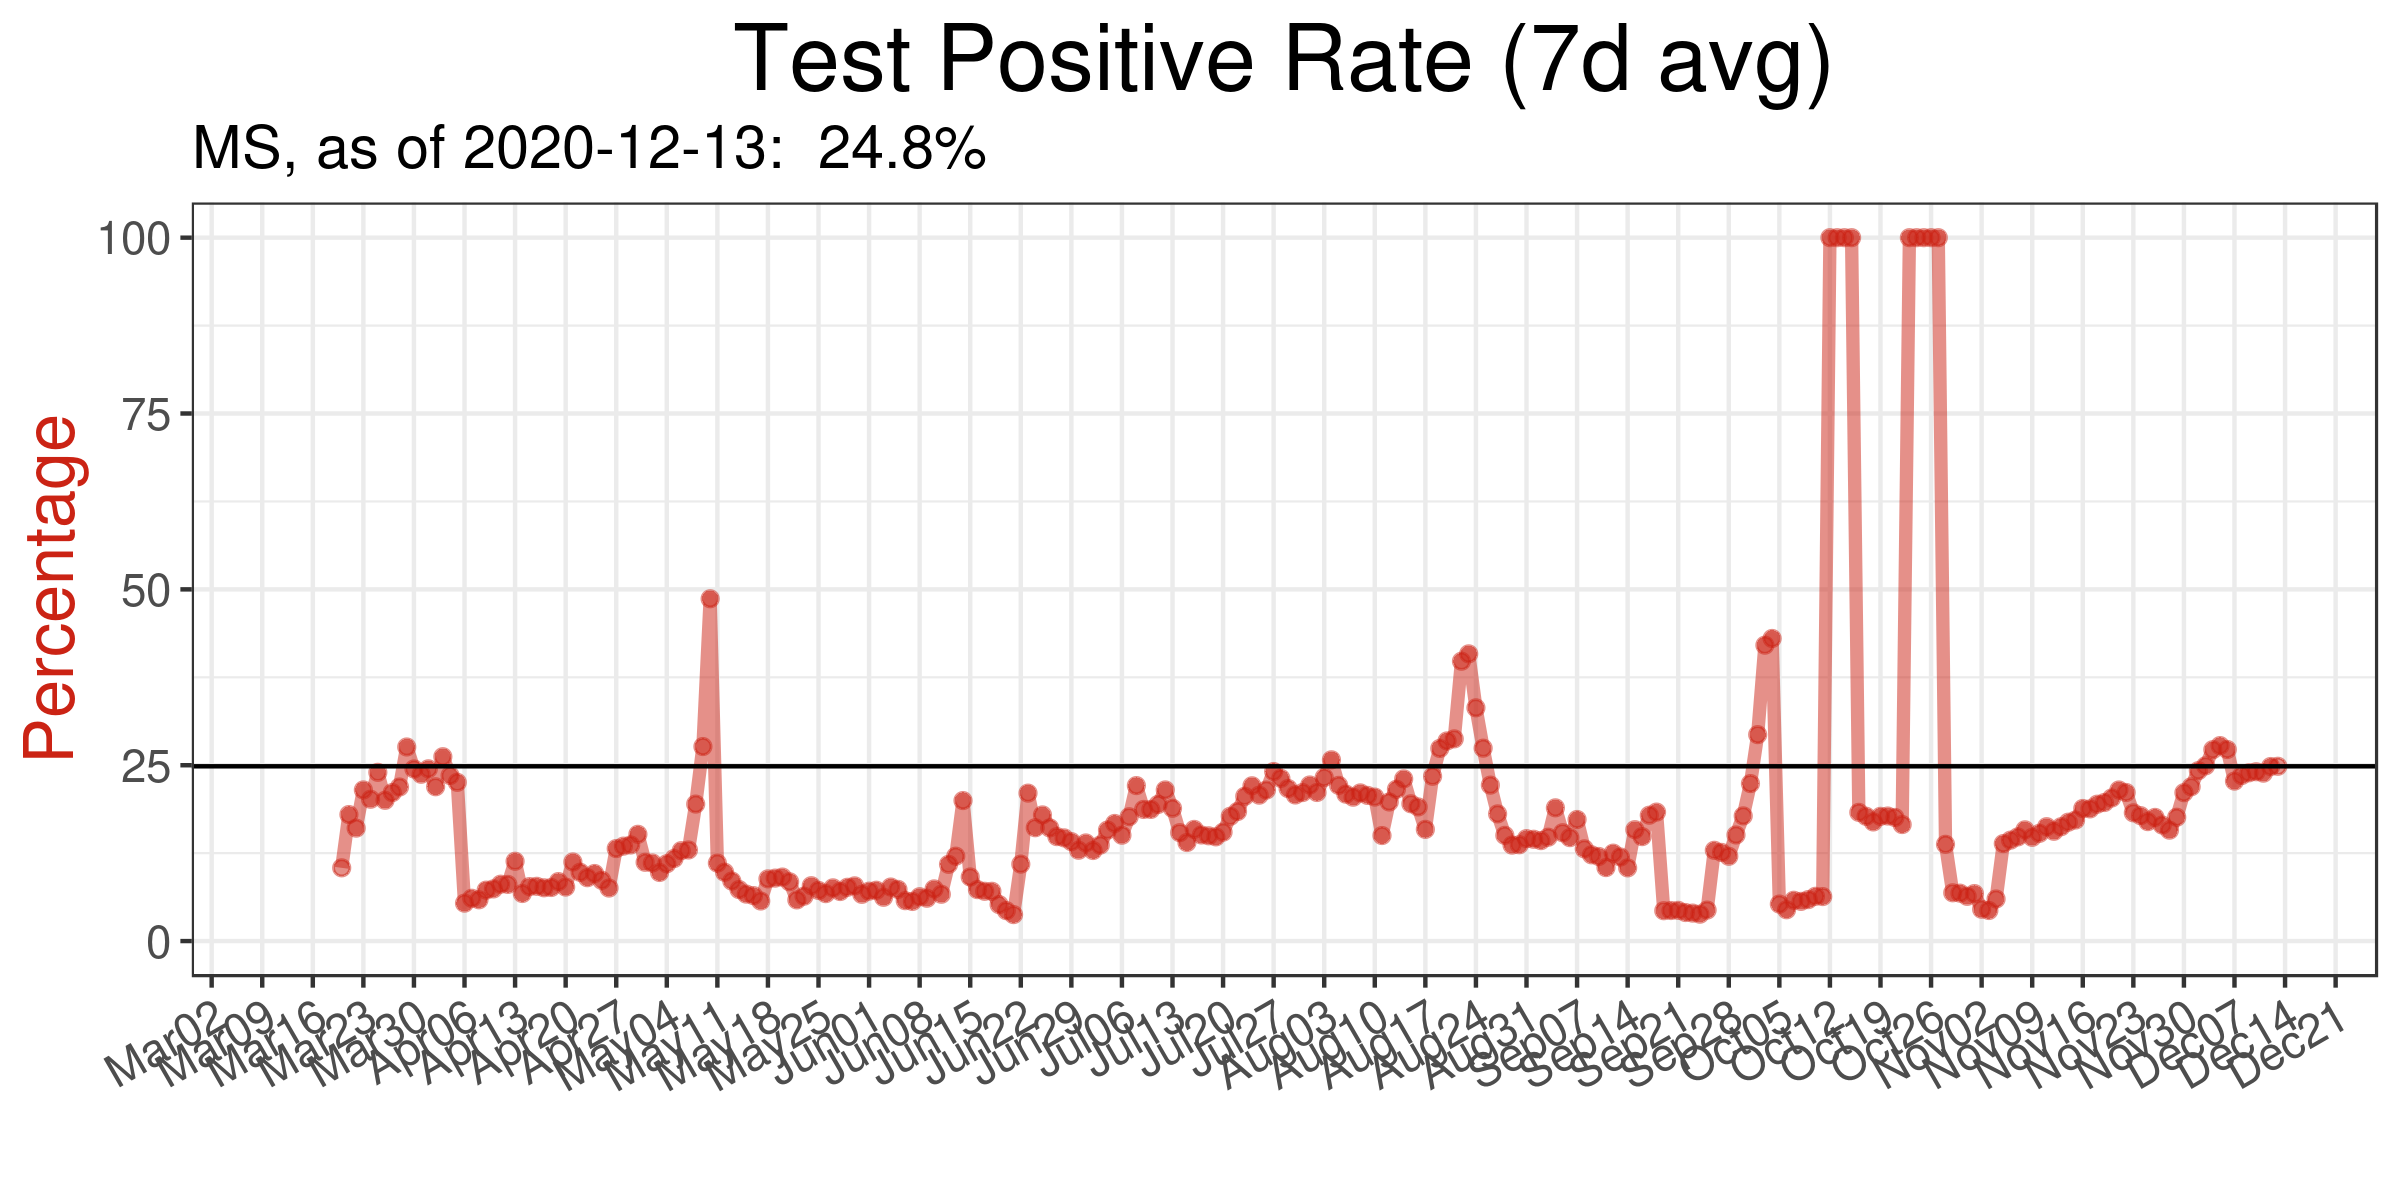 Test Positive Rate (7d avg)
MS, as of 2020-12-13:  24.8%
Percentage
100
75
50
25
0
Mar02
Mar09
Mar16
Mar23
Mar30
Apr06
Apr13
Apr20
Apr27
May04
May11
May18
May25
Jun01
Jun08
Jun15
Jun22
Jun29
Jul06
Jul13
Jul20
Jul27
Aug03
Aug10
Aug17
Aug24
Aug31
Sep07
Sep14
Sep21
Sep28
Oct05
Oct12
Oct19
Oct26
Nov02
Nov09
Nov16
Nov23
Nov30
Dec07
Dec14
Dec21